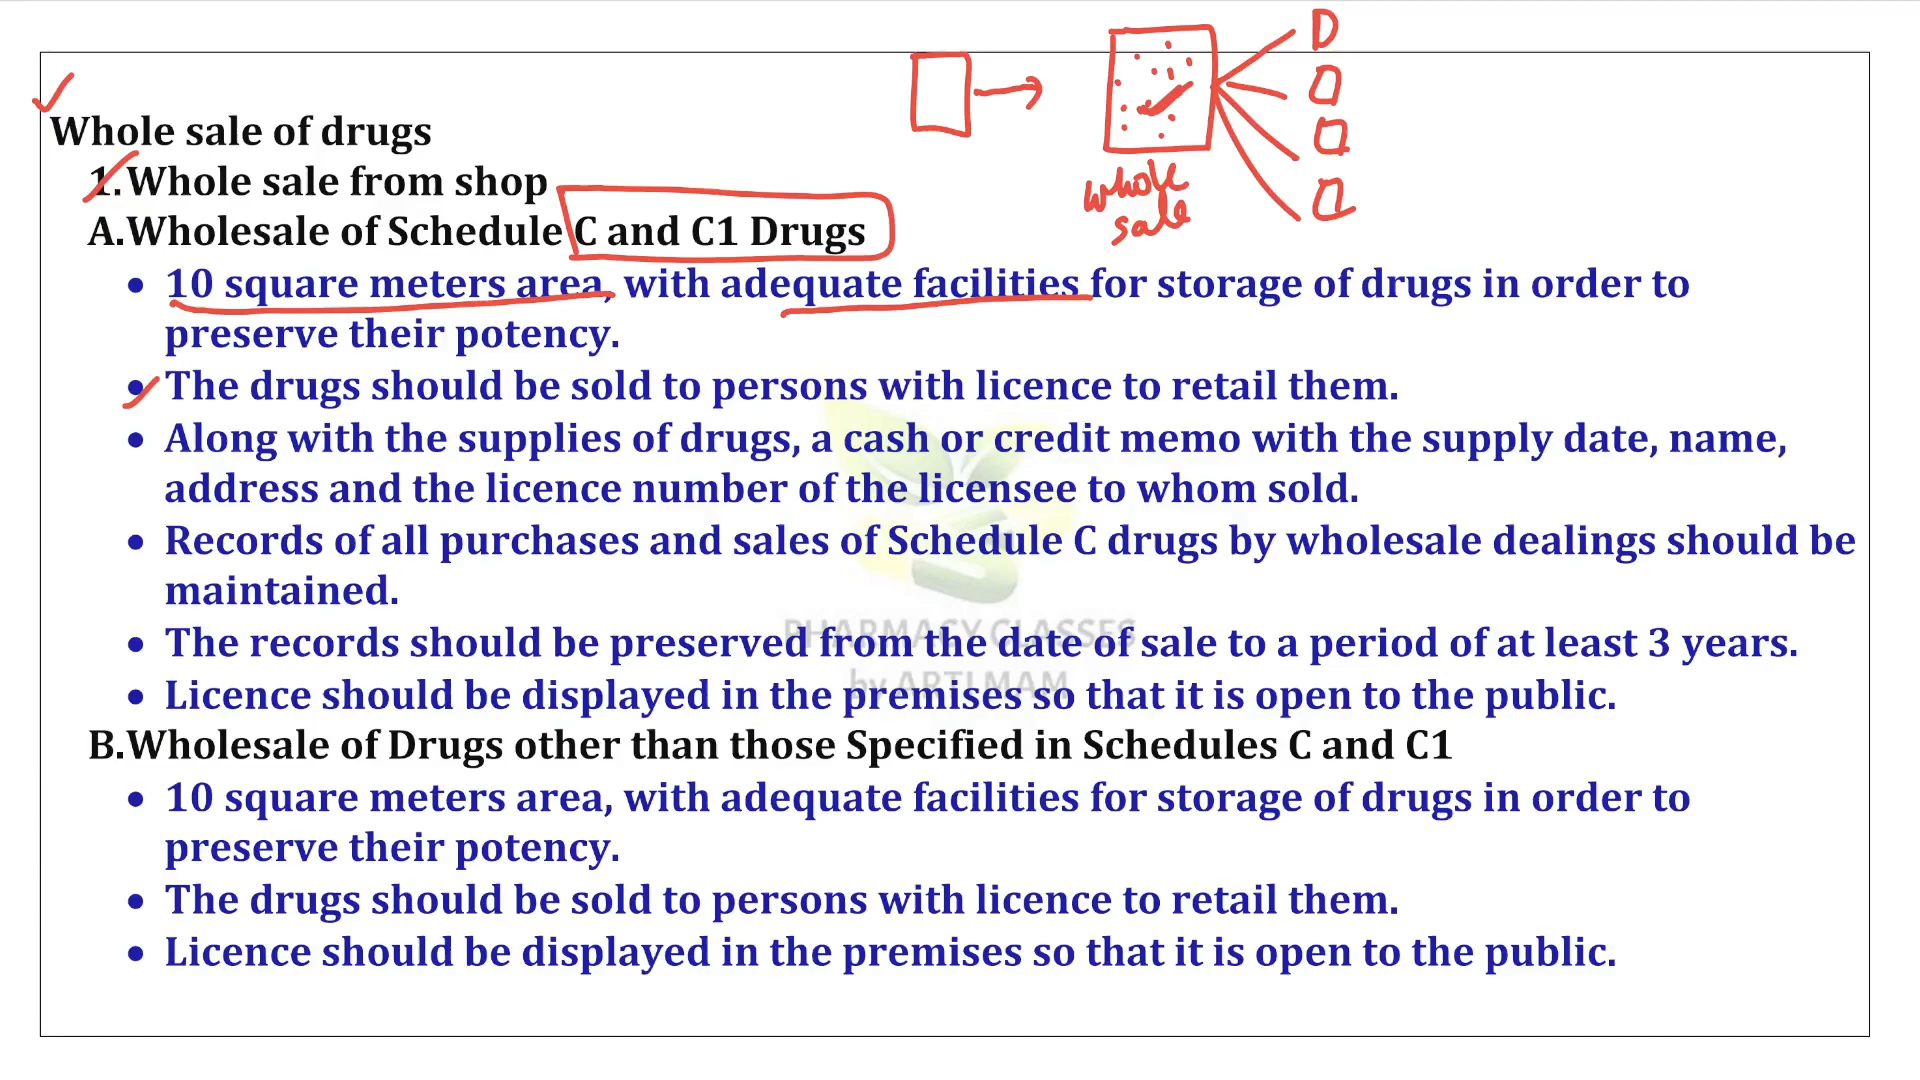 D
Whole sale of drugs
1.Whole sale from shop
whole
sale
A.Wholesale of Schedule C and C1 Drugs
• 10 square meters area, with adequate facilities for storage of drugs in order to
preserve their potency.
• The drugs should be sold to persons with licence to retail them.
• Along with the supplies of drugs, a cash or credit memo with the supply date, name,
address and the licence number of the licensee to whom sold.
• Records of all purchases and sales of Schedule C drugs by wholesale dealings should be
maintained.
PHARMACY CLASSES
• The records should be preserved from the date of sale to a period of at least 3 years.
by ARTI MAM
• Licence should be displayed in the premises so that it is open to the public.
B.Wholesale of Drugs other than those Specified in Schedules C and C1
• 10 square meters area, with adequate facilities for storage of drugs in order to
preserve their potency.
• The drugs should be sold to persons with licence to retail them.
• Licence should be displayed in the premises so that it is open to the public.